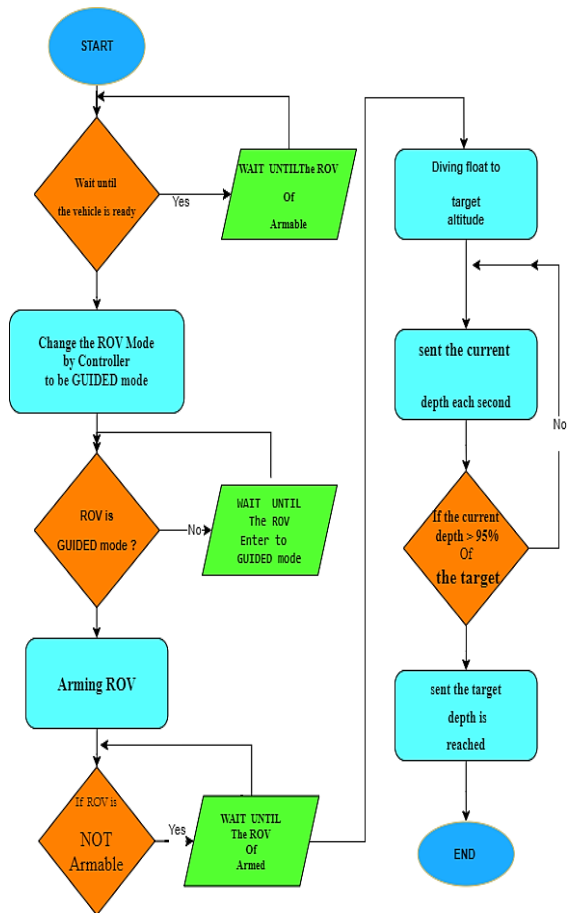 START
Wait until
the vehicle is ready
Yes
WAIT UNTILThe ROV
Of
Armable
Change the ROV Mode
by Controller
to be GUIDED mode
ROV is
GUIDED mode ?
No
WAIT UNTIL
The ROV
Enter to
GUIDED mode
Arming ROV
If ROV is
NOT
Armable
Yes
WAIT UNTIL
The ROV
Of
Armed
Diving float to
target
altitude
sent the current
depth each second
No
If the current
depth > 95%
Of
the target
sent the target
depth is
reached
END